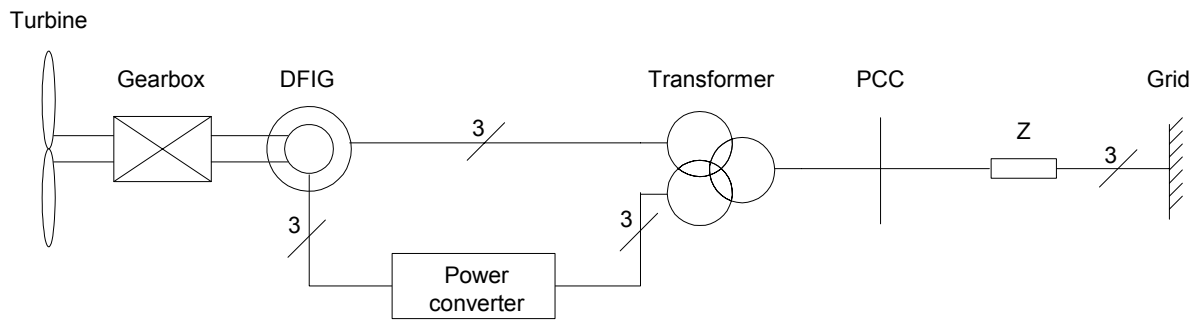 Turbine
Gearbox
DFIG
Transformer
PCC
Grid
3
Z
3
3
3
Power
converter